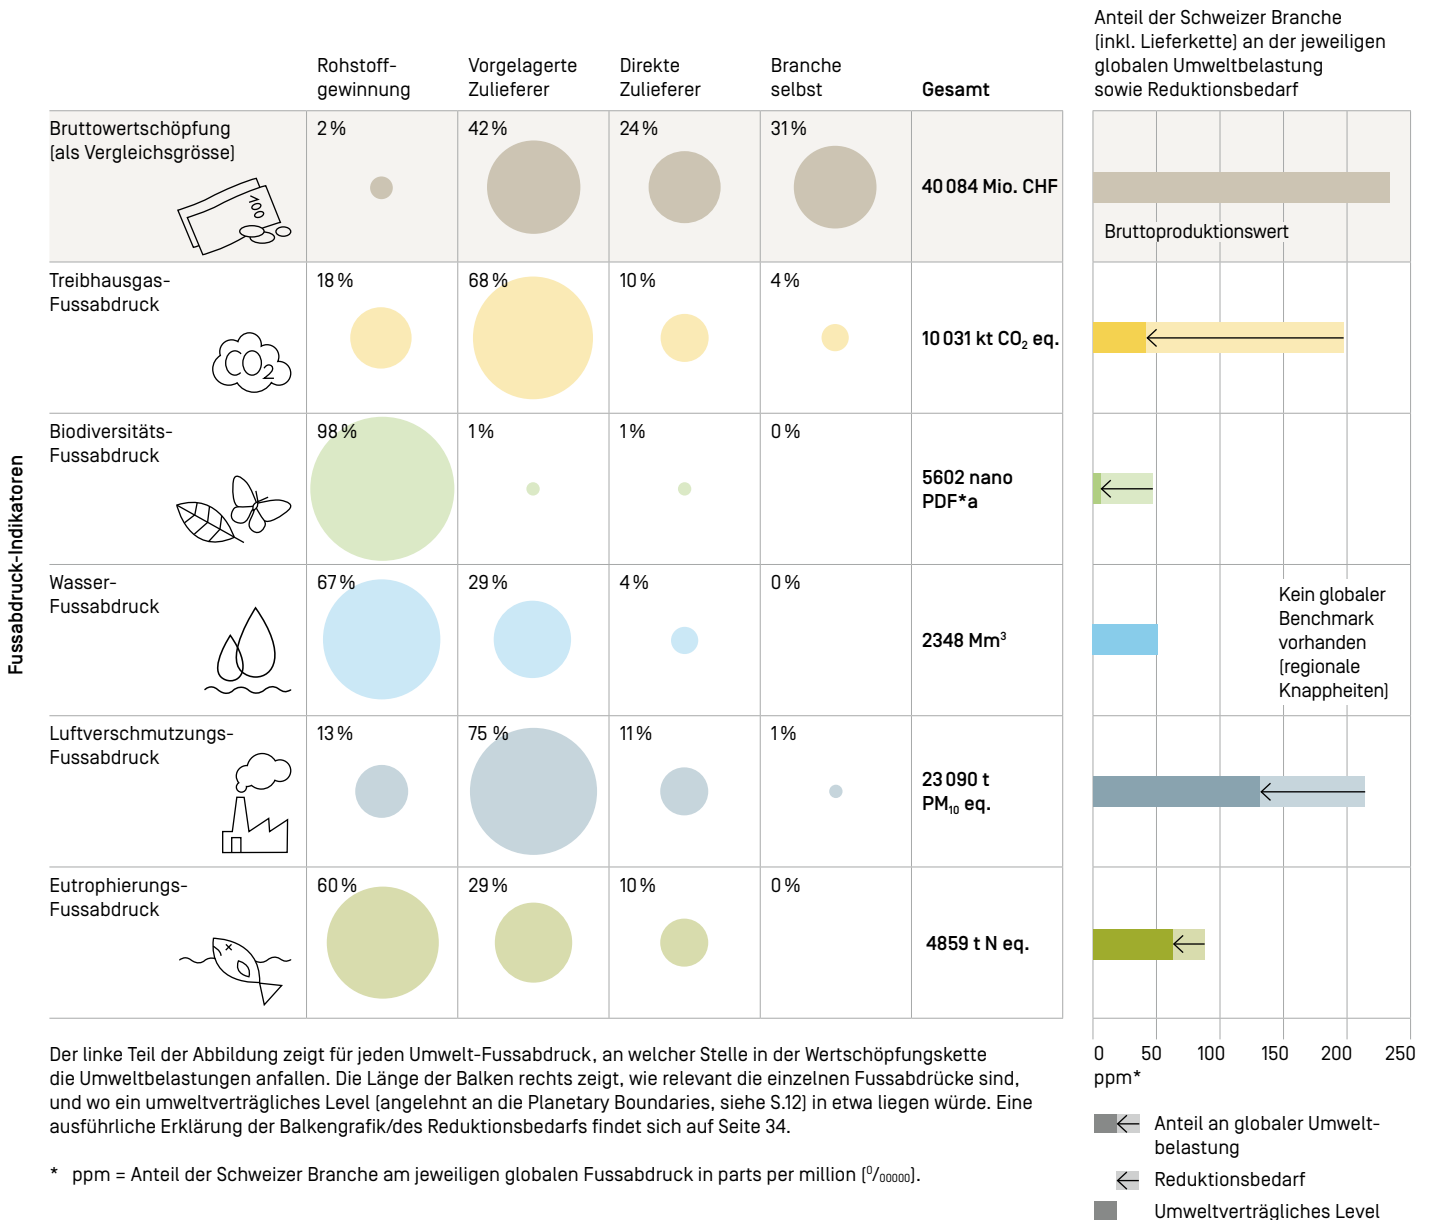 Anteil der Schweizer Branche
(inkl. Lieferkette) an der jeweiligen
globalen Umweltbelastung
sowie Reduktionsbedarf
Rohstoff-
gewinnung
Vorgelagerte
Zulieferer
Direkte
Zulieferer
Branche
selbst
Gesamt
Bruttowertschöpfung
(als Vergleichsgrösse)
2 %
42 %
24 %
31 %
40 084 Mio. CHF
100
Bruttoproduktionswert
Fussabdruck-Indikatoren
Treibhausgas-
Fussabdruck
18 %
68 %
10 %
4 %
10 031 kt CO₂ eq.
CO₂
Biodiversitäts-
Fussabdruck
98 %
1 %
1 %
0 %
5602 nano
PDF*a
Wasser-
Fussabdruck
67 %
29 %
4 %
0 %
2348 Mm³
Kein globaler
Benchmark
vorhanden
(regionale
Knappheiten)
Luftverschmutzungs-
Fussabdruck
13 %
75 %
11 %
1 %
23 090 t
PM₁₀ eq.
Eutrophierungs-
Fussabdruck
60 %
29 %
10 %
0 %
4859 t N eq.
0 50 100 150 200 250
ppm*
Der linke Teil der Abbildung zeigt für jeden Umwelt-Fussabdruck, an welcher Stelle in der Wertschöpfungskette
die Umweltbelastungen anfallen. Die Länge der Balken rechts zeigt, wie relevant die einzelnen Fussabdrücke sind,
und wo ein umweltverträgliches Level (angelehnt an die Planetary Boundaries, siehe S.12) in etwa liegen würde. Eine
ausführliche Erklärung der Balkengrafik/des Reduktionsbedarfs findet sich auf Seite 34.
* ppm = Anteil der Schweizer Branche am jeweiligen globalen Fussabdruck in parts per million (⁰/₀₀₀₀₀).
Anteil an globaler Umwelt-
belastung
Reduktionsbedarf
Umweltverträgliches Level